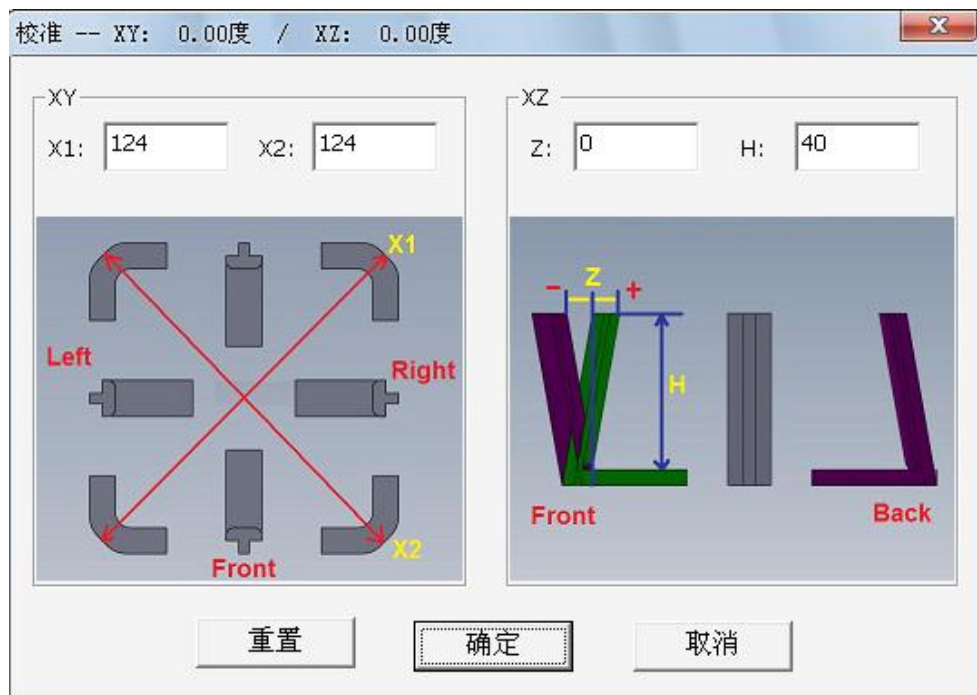 校准 -- XY: 0.00度 / XZ: 0.00度
XY
X1: 124 X2: 124
XZ
Z: 0 H: 40
X1
Left
Right
Front
X2
- Z +
H
Front
Back
重置
确定
取消